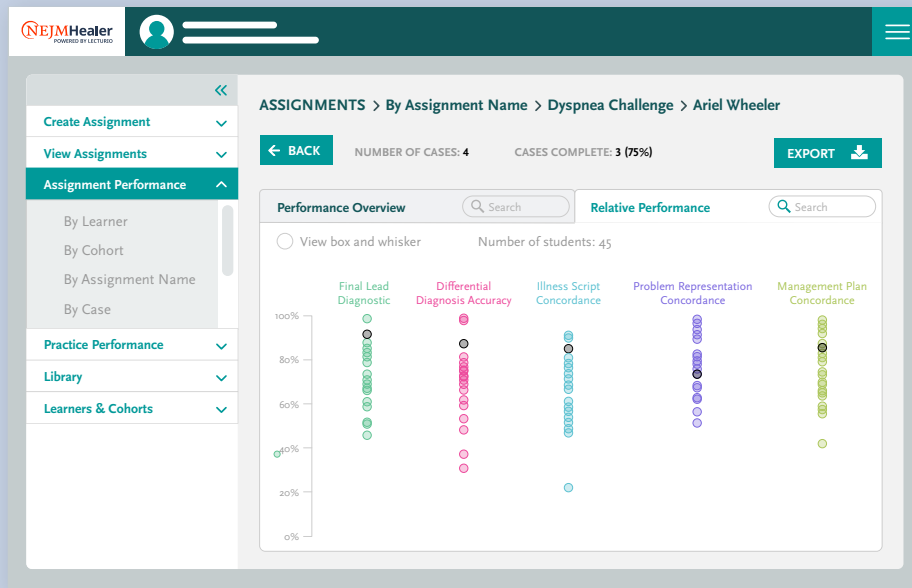 NEJMHealer
POWERED BY LECTURIO
Create Assignment
View Assignments
Assignment Performance
By Learner
By Cohort
By Assignment Name
By Case
Practice Performance
Library
Learners & Cohorts
ASSIGNMENTS > By Assignment Name > Dyspnea Challenge > Ariel Wheeler
BACK
NUMBER OF CASES: 4
CASES COMPLETE: 3 (75%)
EXPORT
Performance Overview
Search
Relative Performance
Search
View box and whisker
Number of students: 45
Final Lead
Diagnostic
Differential
Diagnosis Accuracy
Illness Script
Concordance
Problem Representation
Concordance
Management Plan
Concordance
100%
80%
60%
40%
20%
0%